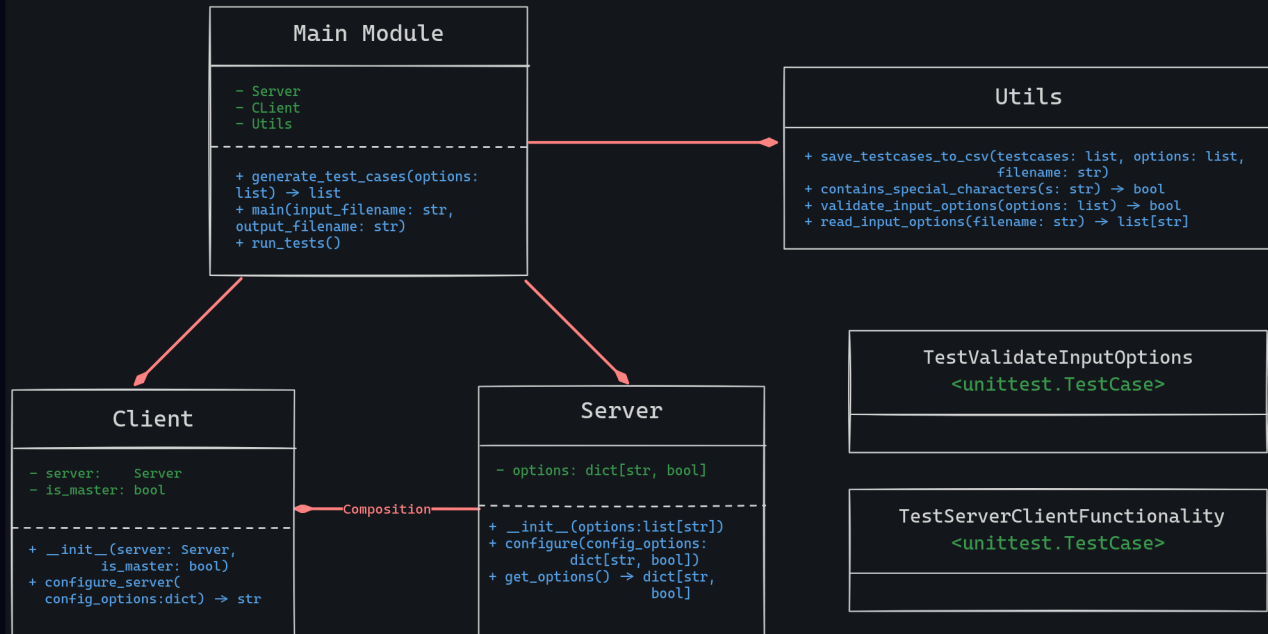 Main Module
- Server
- CLient
- Utils
+ generate_test_cases(options:
list) → list
+ main(input_filename: str,
output_filename: str)
+ run_tests()
Utils
+ save_testcases_to_csv(testcases: list, options: list,
filename: str)
+ contains_special_characters(s: str) → bool
+ validate_input_options(options: list) → bool
+ read_input_options(filename: str) → list[str]
Client
- server: Server
- is_master: bool
+ __init__(server: Server,
is_master: bool)
+ configure_server(
config_options:dict) → str
Composition
Server
- options: dict[str, bool]
+ __init__(options:list[str])
+ configure(config_options:
dict[str, bool])
+ get_options() → dict[str,
bool]
TestValidateInputOptions
<unittest.TestCase>
TestServerClientFunctionality
<unittest.TestCase>